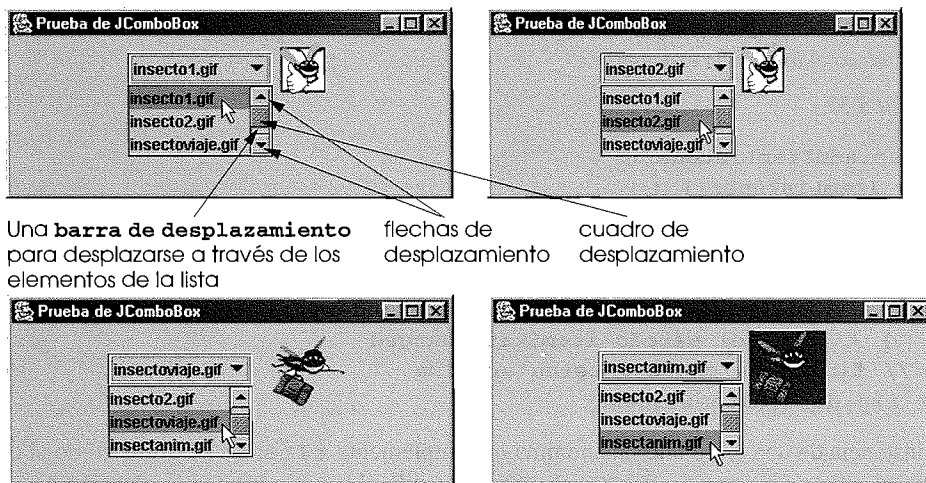 Prueba de JComboBox
insecto1.gif
insecto1.gif
insecto2.gif
insectoviaje.gif
Prueba de JComboBox
insecto2.gif
insecto1.gif
insecto2.gif
insectoviaje.gif
Una barra de desplazamiento
para desplazarse a través de los
elementos de la lista
flechas de
desplazamiento
cuadro de
desplazamiento
Prueba de JComboBox
insectoviaje.gif
insecto2.gif
insectoviaje.gif
insectanim.gif
Prueba de JComboBox
insectanim.gif
insecto2.gif
insectoviaje.gif
insectanim.gif